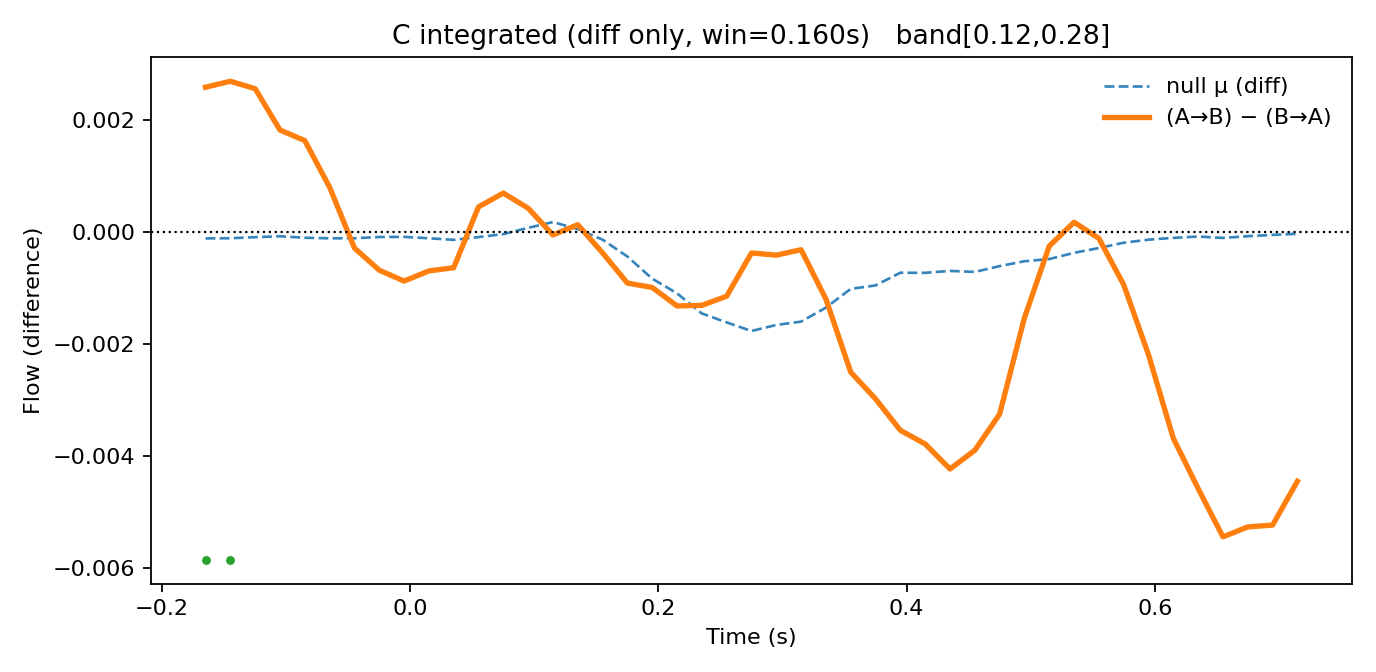 C integrated (diff only, win=0.160s)   band[0.12,0.28]
null μ (diff)
(A→B) − (B→A)
0.002
0.000
−0.002
−0.004
−0.006
Flow (difference)
−0.2
0.0
0.2
0.4
0.6
Time (s)